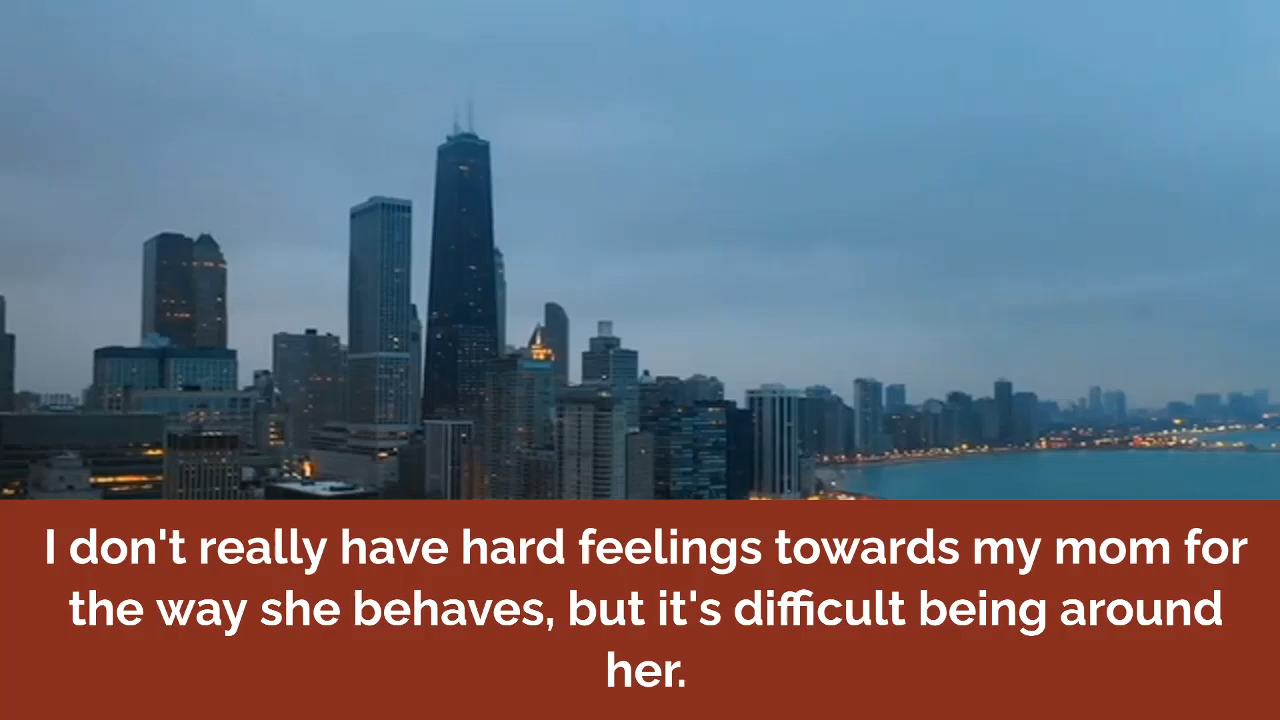 I don't really have hard feelings towards my mom for
the way she behaves, but it's difficult being around
her.